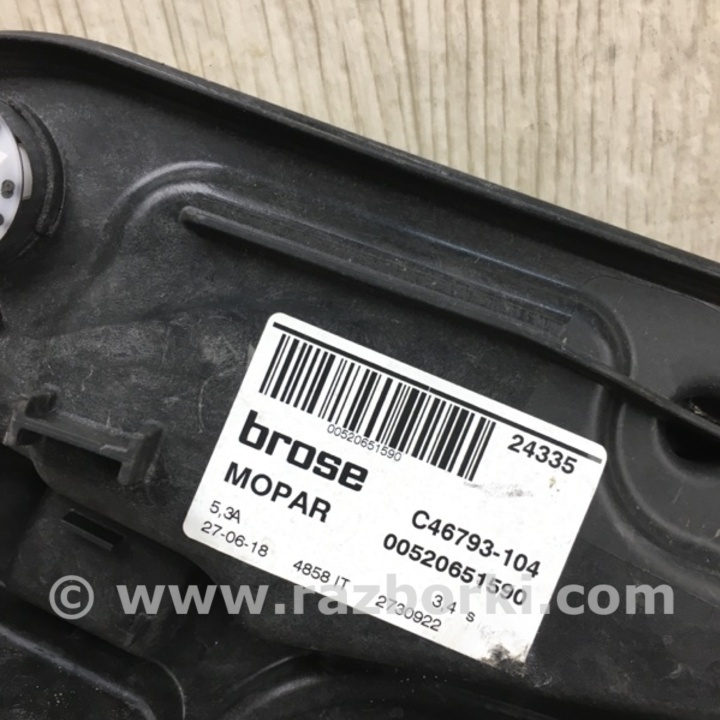 00520651590
24335
brose
MOPAR
C46793-104
00520651590
5,3A
27-06-18
4858 IT
3,4 s
2730922
© www.razborki.com